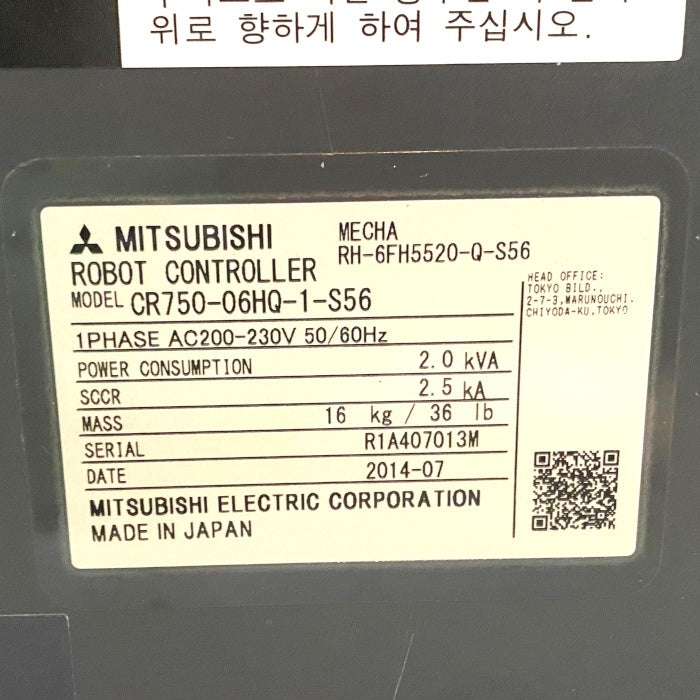 위로 향하게 하여 주십시오.
MITSUBISHI
MECHA
RH-6FH5520-Q-S56
ROBOT CONTROLLER
MODEL CR750-06HQ-1-S56
HEAD OFFICE:
TOKYO BILD.,
2-7-3,MARUNOUCHI,
CHIYODA-KU,TOKYO
1PHASE AC200-230V 50/60Hz
POWER CONSUMPTION 2.0 kVA
SCCR 2.5 kA
MASS 16 kg / 36 lb
SERIAL R1A407013M
DATE 2014-07
MITSUBISHI ELECTRIC CORPORATION
MADE IN JAPAN